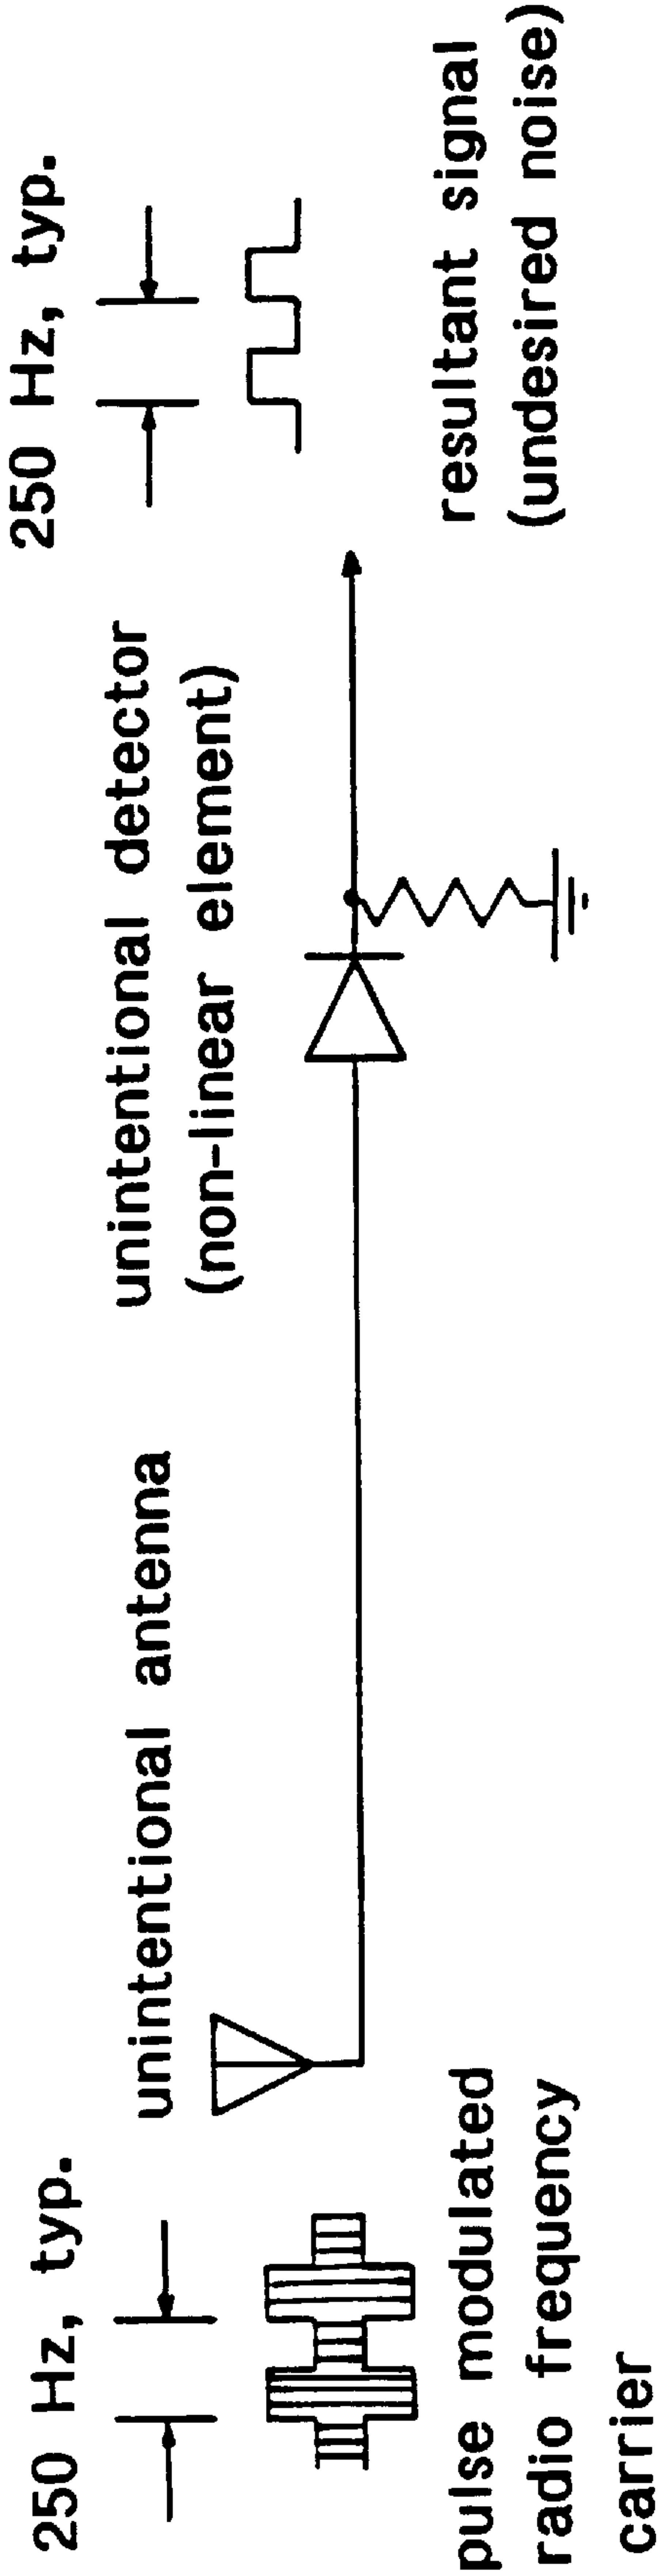 250 Hz, typ.
pulse modulated
radio frequency
carrier
unintentional antenna
unintentional detector
(non-linear element)
250 Hz, typ.
resultant signal
(undesired noise)